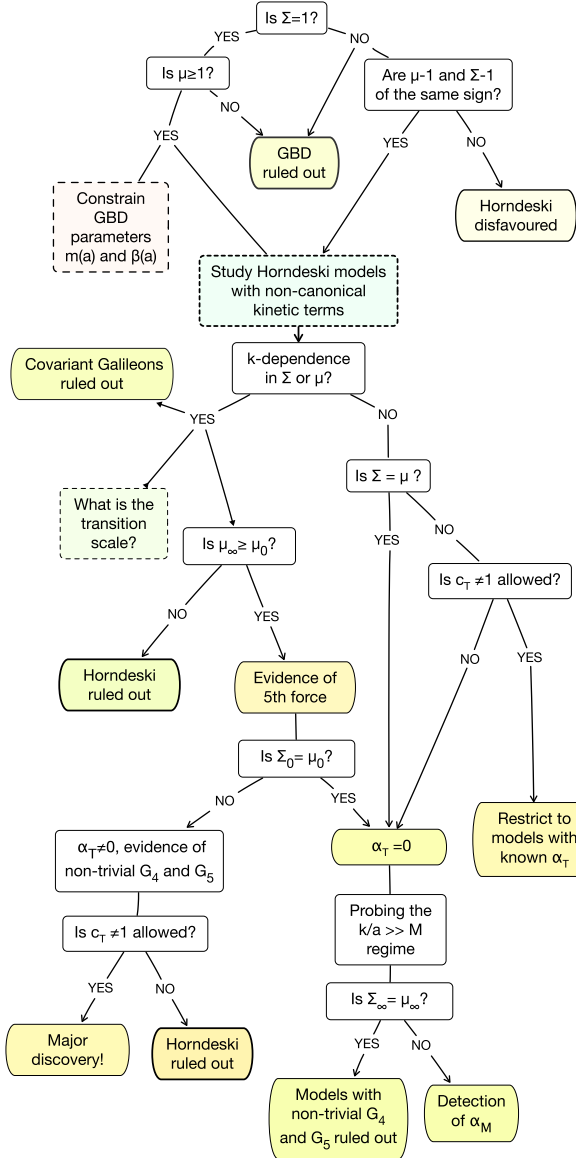 Is Σ=1?
YES
NO
Is μ≥1?
Are μ-1 and Σ-1
of the same sign?
NO
YES
YES
NO
GBD
ruled out
Constrain
GBD
parameters
m(a) and β(a)
Horndeski
disfavoured
Study Horndeski models
with non-canonical
kinetic terms
k-dependence
in Σ or μ?
Covariant Galileons
ruled out
YES
NO
Is Σ = μ ?
What is the
transition
scale?
Is μ∞≥ μ0?
NO
YES
Is cT ≠1 allowed?
NO
YES
NO
YES
Horndeski
ruled out
Evidence of
5th force
Is Σ0= μ0?
NO
YES
Restrict to
models with
known αT
αT≠0, evidence of
non-trivial G4 and G5
αT =0
Is cT ≠1 allowed?
Probing the
k/a >> M
regime
YES
NO
Is Σ∞= μ∞?
Major
discovery!
Horndeski
ruled out
YES
NO
Models with
non-trivial G4
and G5 ruled out
Detection
of αM